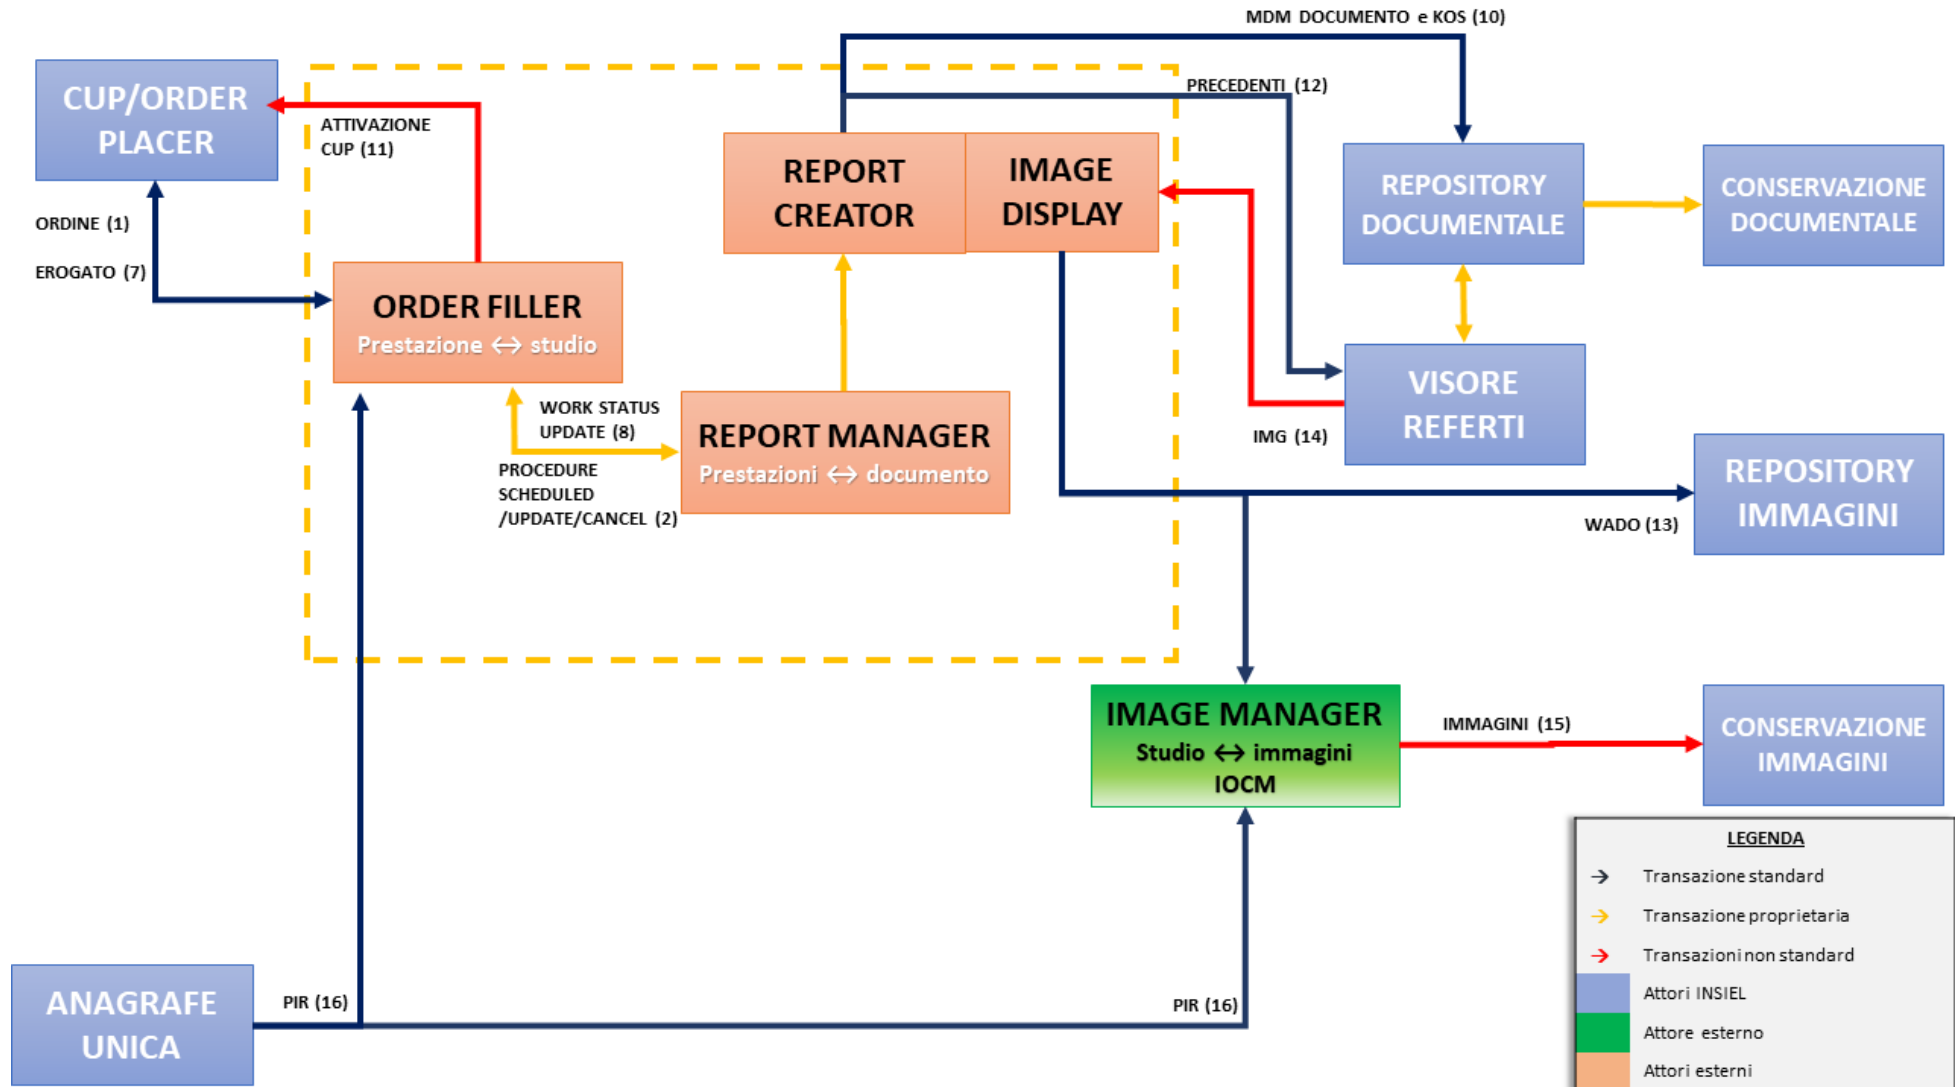 MDM DOCUMENTO e KOS (10)
CUP/ORDER
PLACER
ATTIVAZIONE
CUP (11)
PRECEDENTI (12)
REPORT
CREATOR
IMAGE
DISPLAY
REPOSITORY
DOCUMENTALE
CONSERVAZIONE
DOCUMENTALE
ORDINE (1)
EROGATO (7)
ORDER FILLER
Prestazione ↔ studio
WORK STATUS
UPDATE (8)
REPORT MANAGER
Prestazioni ↔ documento
PROCEDURE
SCHEDULED
/UPDATE/CANCEL (2)
VISORE
REFERTI
IMG (14)
REPOSITORY
IMMAGINI
WADO (13)
IMAGE MANAGER
Studio ↔ immagini
IOCM
IMMAGINI (15)
CONSERVAZIONE
IMMAGINI
ANAGRAFE
UNICA
PIR (16)
PIR (16)
LEGENDA
→ Transazione standard
→ Transazione proprietaria
→ Transazioni non standard
Attori INSIEL
Attore esterno
Attori esterni